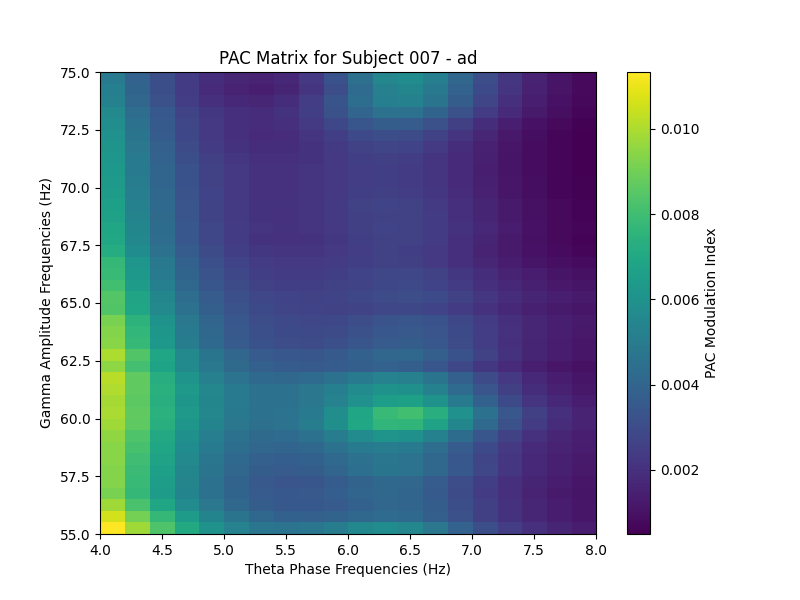 PAC Matrix for Subject 007 - ad
75.0
72.5
70.0
67.5
65.0
62.5
60.0
57.5
55.0
Gamma Amplitude Frequencies (Hz)
4.0 4.5 5.0 5.5 6.0 6.5 7.0 7.5 8.0
Theta Phase Frequencies (Hz)
0.010
0.008
0.006
0.004
0.002
PAC Modulation Index